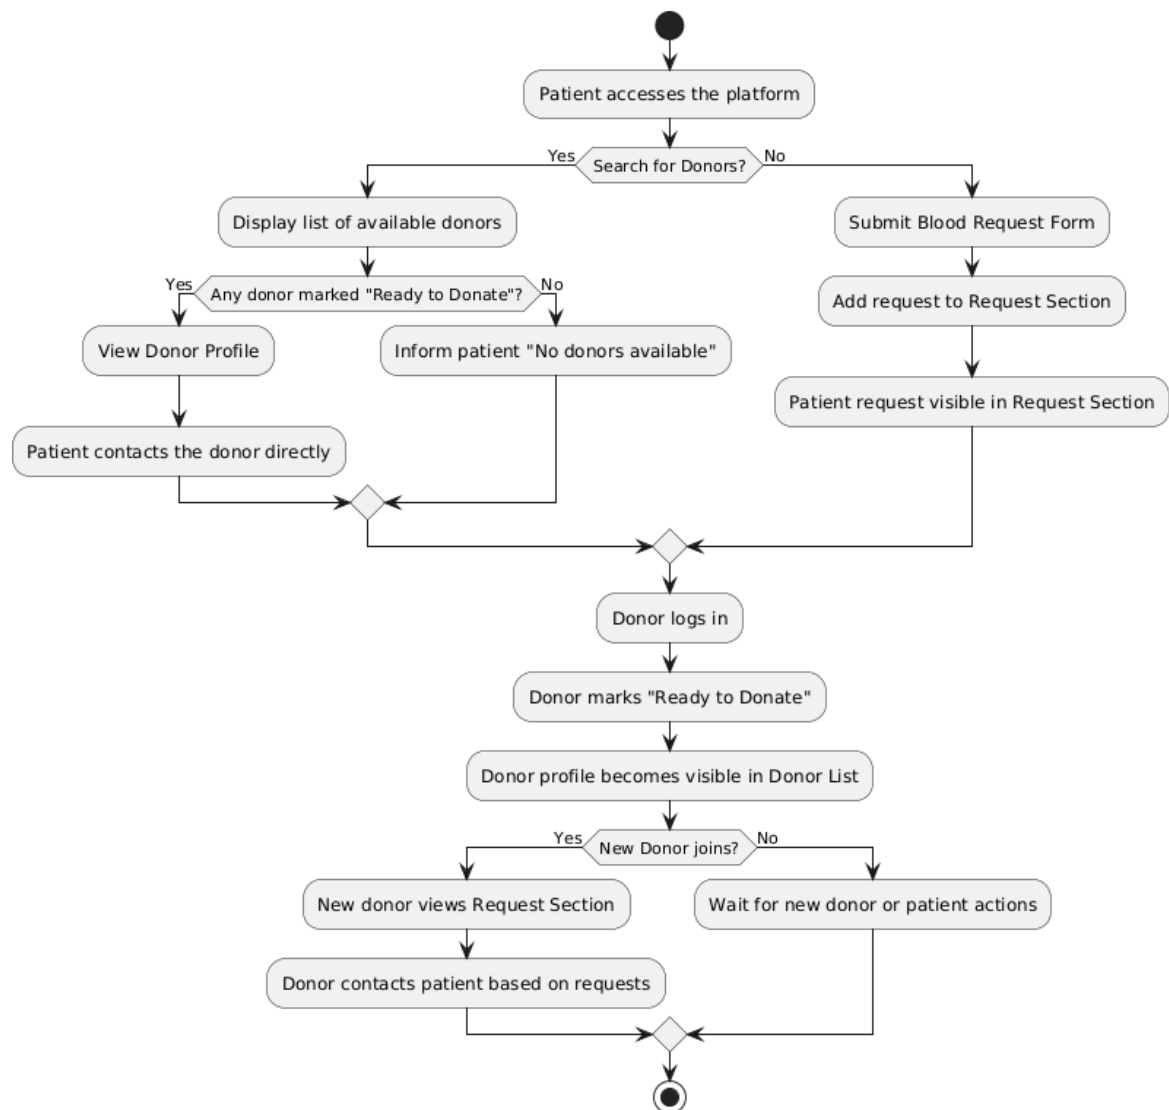 Patient accesses the platform
Yes
Search for Donors?
No
Display list of available donors
Submit Blood Request Form
Yes
Any donor marked "Ready to Donate"?
No
Add request to Request Section
View Donor Profile
Inform patient "No donors available"
Patient request visible in Request Section
Patient contacts the donor directly
Donor logs in
Donor marks "Ready to Donate"
Donor profile becomes visible in Donor List
Yes
New Donor joins?
No
New donor views Request Section
Wait for new donor or patient actions
Donor contacts patient based on requests